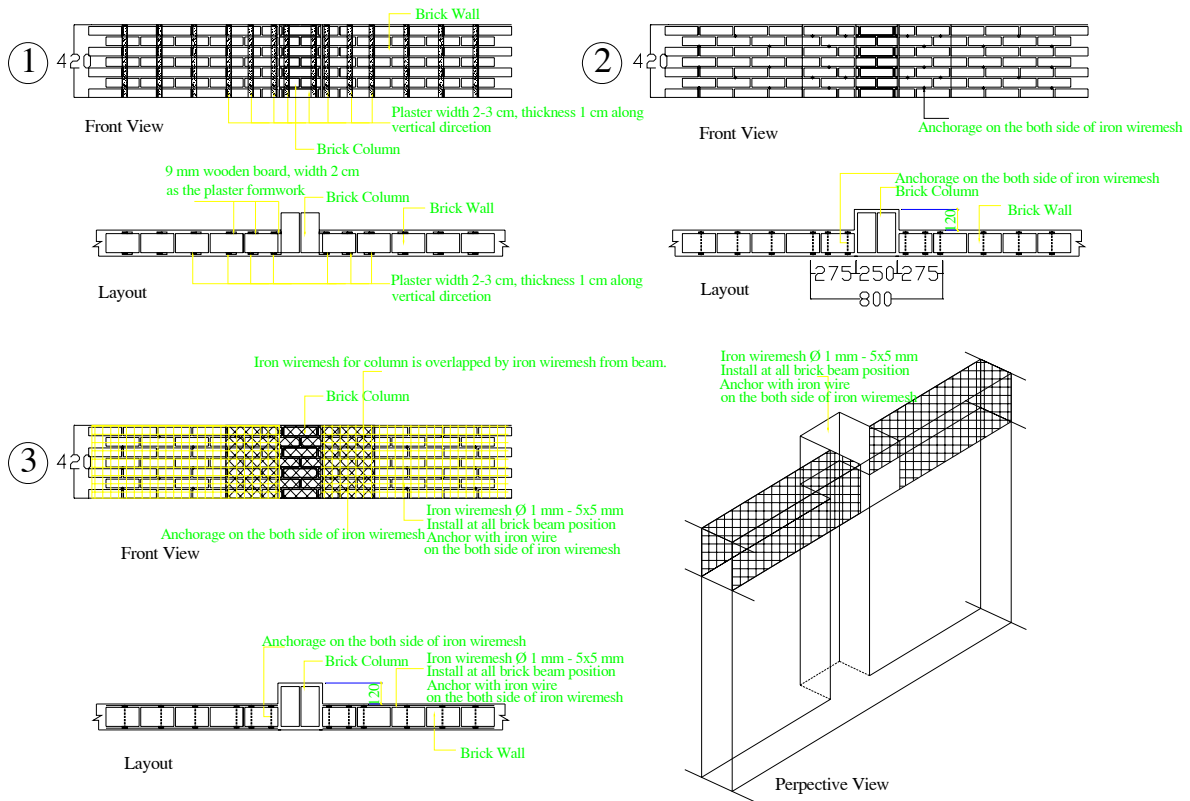 1
420
Brick Wall
Plaster width 2-3 cm, thickness 1 cm along
vertical dircetion
Front View
Brick Column
9 mm wooden board, width 2 cm
as the plaster formwork
Brick Column
Brick Wall
Plaster width 2-3 cm, thickness 1 cm along
vertical dircetion
Layout
2
420
Front View
Anchorage on the both side of iron wiremesh
Anchorage on the both side of iron wiremesh
Brick Column
Brick Wall
120
275
250
275
800
Layout
Iron wiremesh for column is overlapped by iron wiremesh from beam.
Brick Column
3
420
Iron wiremesh Ø 1 mm - 5x5 mm
Install at all brick beam position
Anchor with iron wire
on the both side of iron wiremesh
Anchorage on the both side of iron wiremesh
Front View
Anchorage on the both side of iron wiremesh
Brick Column
Iron wiremesh Ø 1 mm - 5x5 mm
Install at all brick beam position
Anchor with iron wire
on the both side of iron wiremesh
120
Brick Wall
Layout
Iron wiremesh Ø 1 mm - 5x5 mm
Install at all brick beam position
Anchor with iron wire
on the both side of iron wiremesh
Perpective View